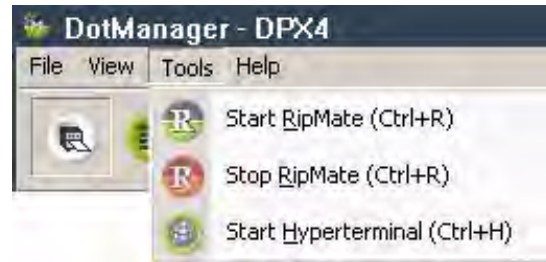 DotManager - DPX4
File View Tools Help
R Start RipMate (Ctrl+R)
R Stop RipMate (Ctrl+R)
Start Hyperterminal (Ctrl+H)